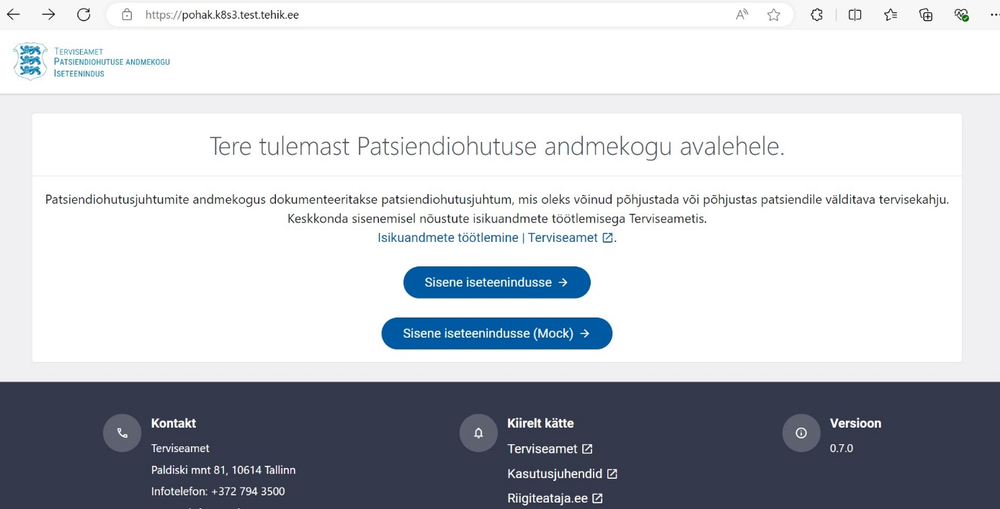 https://pohak.k8s3.test.tehik.ee
TERVISEAMET
PATSIENDIOHUTUSE ANDMEKOGU
ISETEENINDUS
Tere tulemast Patsiendiohutuse andmekogu avalehele.
Patsiendiohutusjuhtumite andmekogus dokumenteeritakse patsiendiohutusjuhtum, mis oleks võinud põhjustada või põhjustas patsiendile välditava tervisekahju.
Keskkonda sisenemisel nõustute isikuandmete töötlemisega Terviseametis.
Isikuandmete töötlemine | Terviseamet.
Sisene iseteenindusse →
Sisene iseteenindusse (Mock) →
Kontakt
Terviseamet
Paldiski mnt 81, 10614 Tallinn
Infotelefon: +372 794 3500
Kiirelt kätte
Terviseamet
Kasutusjuhendid
Riigiteataja.ee
Versioon
0.7.0